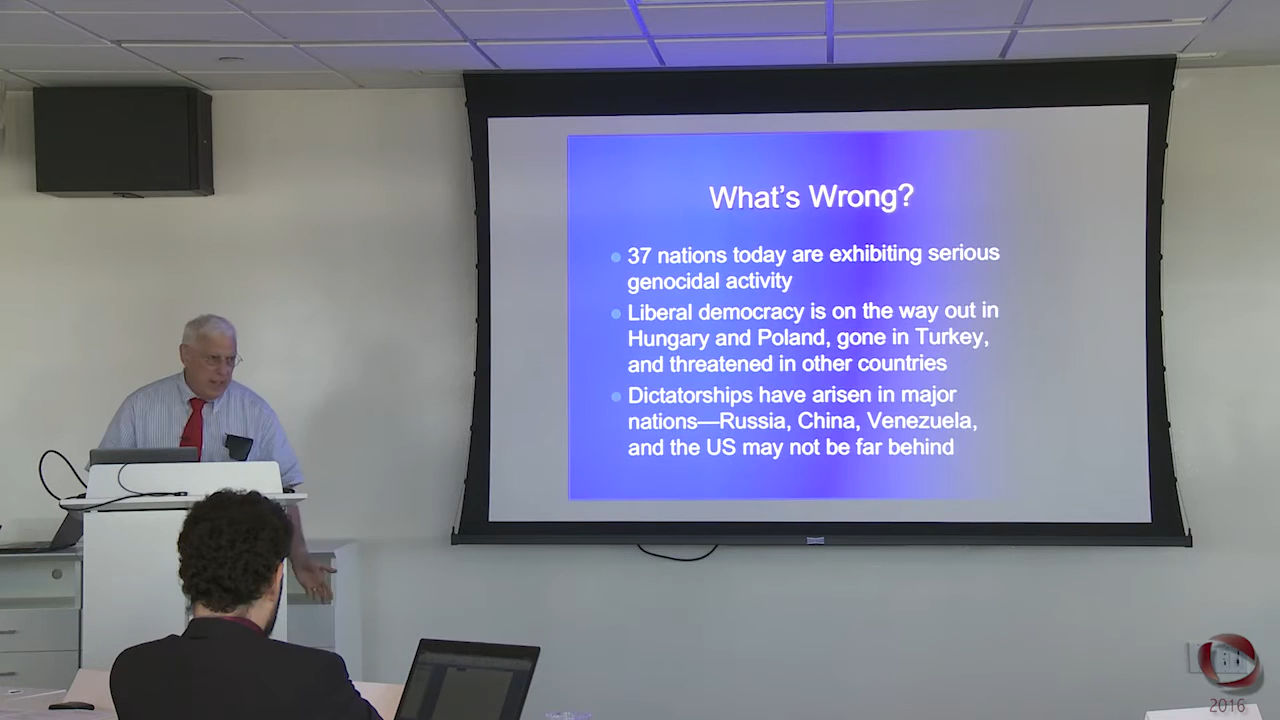 What's Wrong?
37 nations today are exhibiting serious
genocidal activity
Liberal democracy is on the way out in
Hungary and Poland, gone in Turkey,
and threatened in other countries
Dictatorships have arisen in major
nations—Russia, China, Venezuela,
and the US may not be far behind
2016